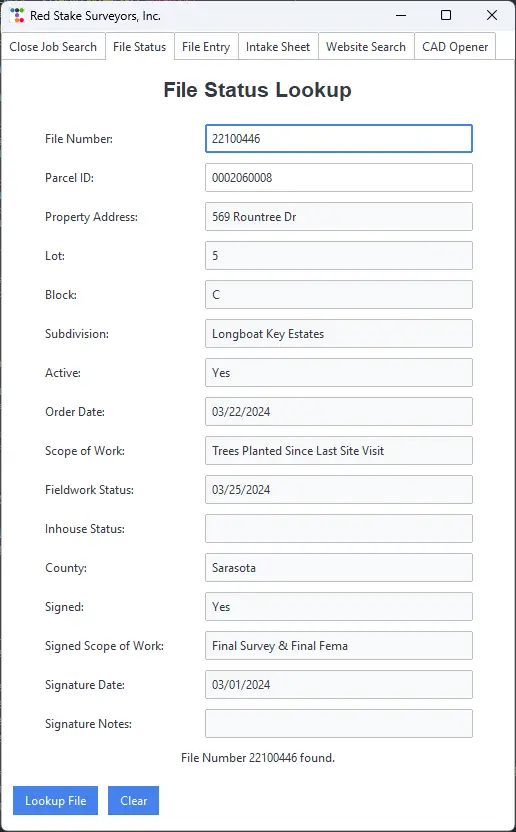 Red Stake Surveyors, Inc.
Close Job Search File Status File Entry Intake Sheet Website Search CAD Opener
File Status Lookup
File Number: 22100446
Parcel ID: 0002060008
Property Address: 569 Rountree Dr
Lot: 5
Block: C
Subdivision: Longboat Key Estates
Active: Yes
Order Date: 03/22/2024
Scope of Work: Trees Planted Since Last Site Visit
Fieldwork Status: 03/25/2024
Inhouse Status:
County: Sarasota
Signed: Yes
Signed Scope of Work: Final Survey & Final Fema
Signature Date: 03/01/2024
Signature Notes:
File Number 22100446 found.
Lookup File Clear